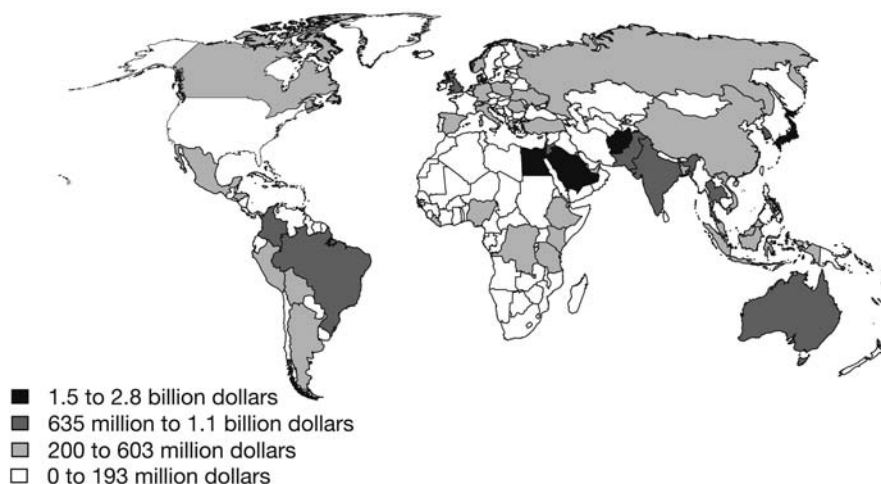 1.5 to 2.8 billion dollars
635 million to 1.1 billion dollars
200 to 603 million dollars
0 to 193 million dollars